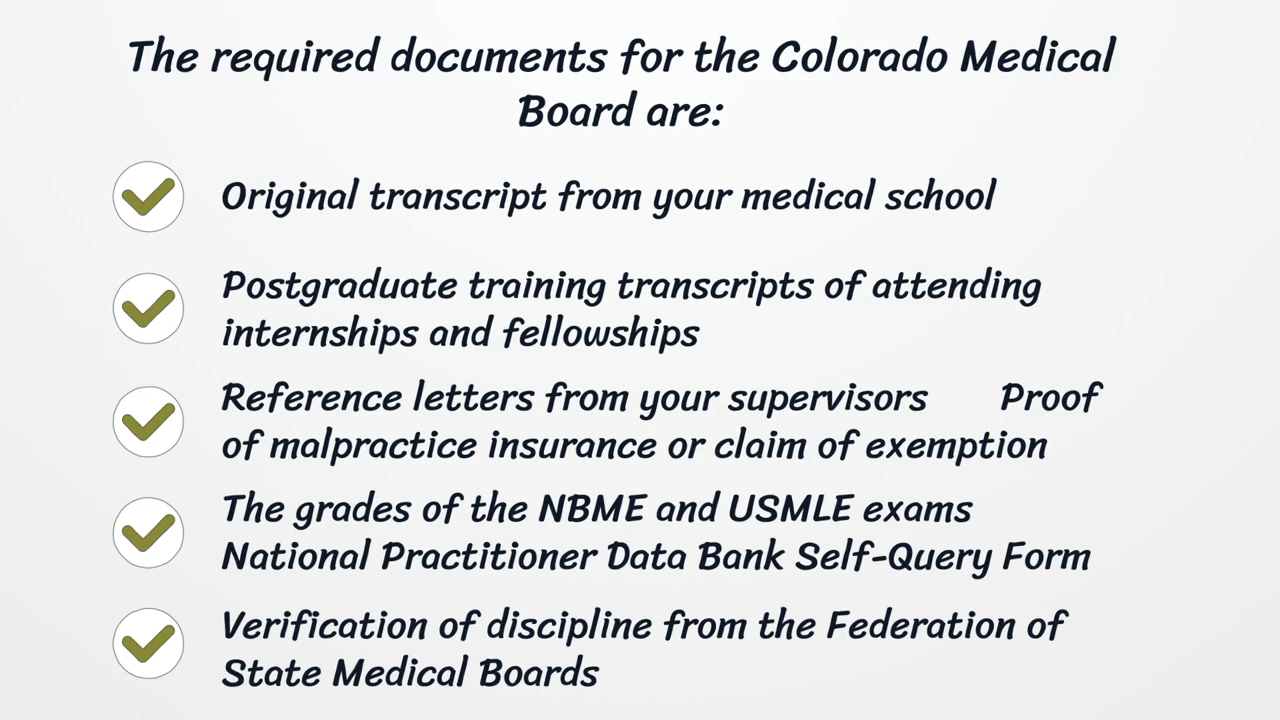 The required documents for the Colorado Medical
Board are:
Original transcript from your medical school
Postgraduate training transcripts of attending
internships and fellowships
Reference letters from your supervisors Proof
of malpractice insurance or claim of exemption
The grades of the NBME and USMLE exams
National Practitioner Data Bank Self-Query Form
Verification of discipline from the Federation of
State Medical Boards